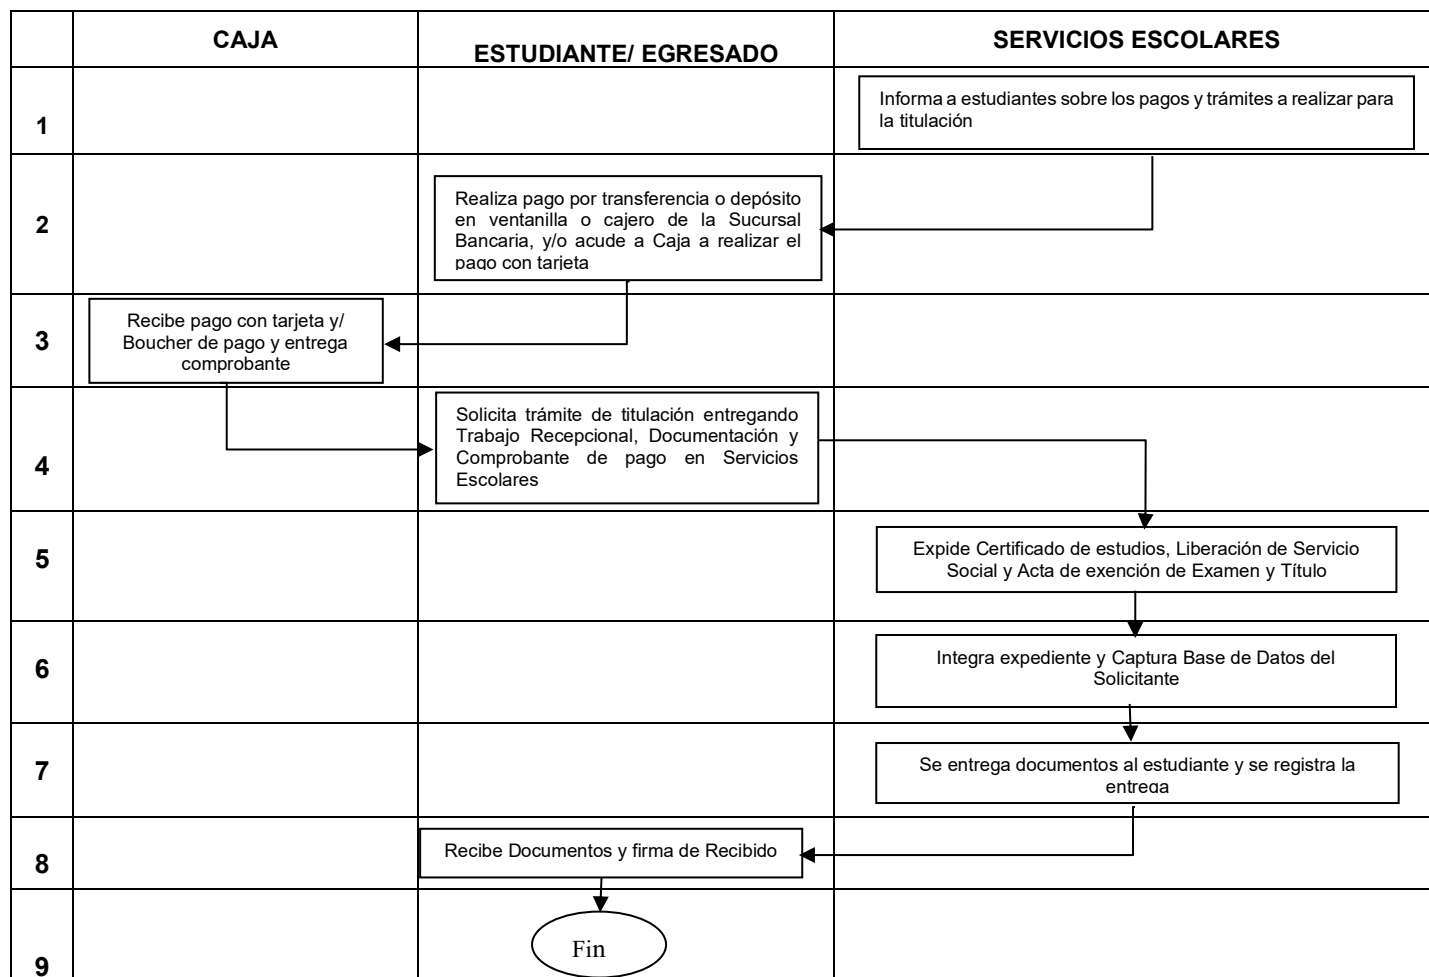 CAJA
ESTUDIANTE/ EGRESADO
SERVICIOS ESCOLARES
1
Informa a estudiantes sobre los pagos y trámites a realizar para
la titulación
2
Realiza pago por transferencia o depósito
en ventanilla o cajero de la Sucursal
Bancaria, y/o acude a Caja a realizar el
pago con tarjeta
3
Recibe pago con tarjeta y/
Boucher de pago y entrega
comprobante
4
Solicita trámite de titulación entregando
Trabajo Recepcional, Documentación y
Comprobante de pago en Servicios
Escolares
5
Expide Certificado de estudios, Liberación de Servicio
Social y Acta de exención de Examen y Título
6
Integra expediente y Captura Base de Datos del
Solicitante
7
Se entrega documentos al estudiante y se registra la
entrega
8
Recibe Documentos y firma de Recibido
9
Fin